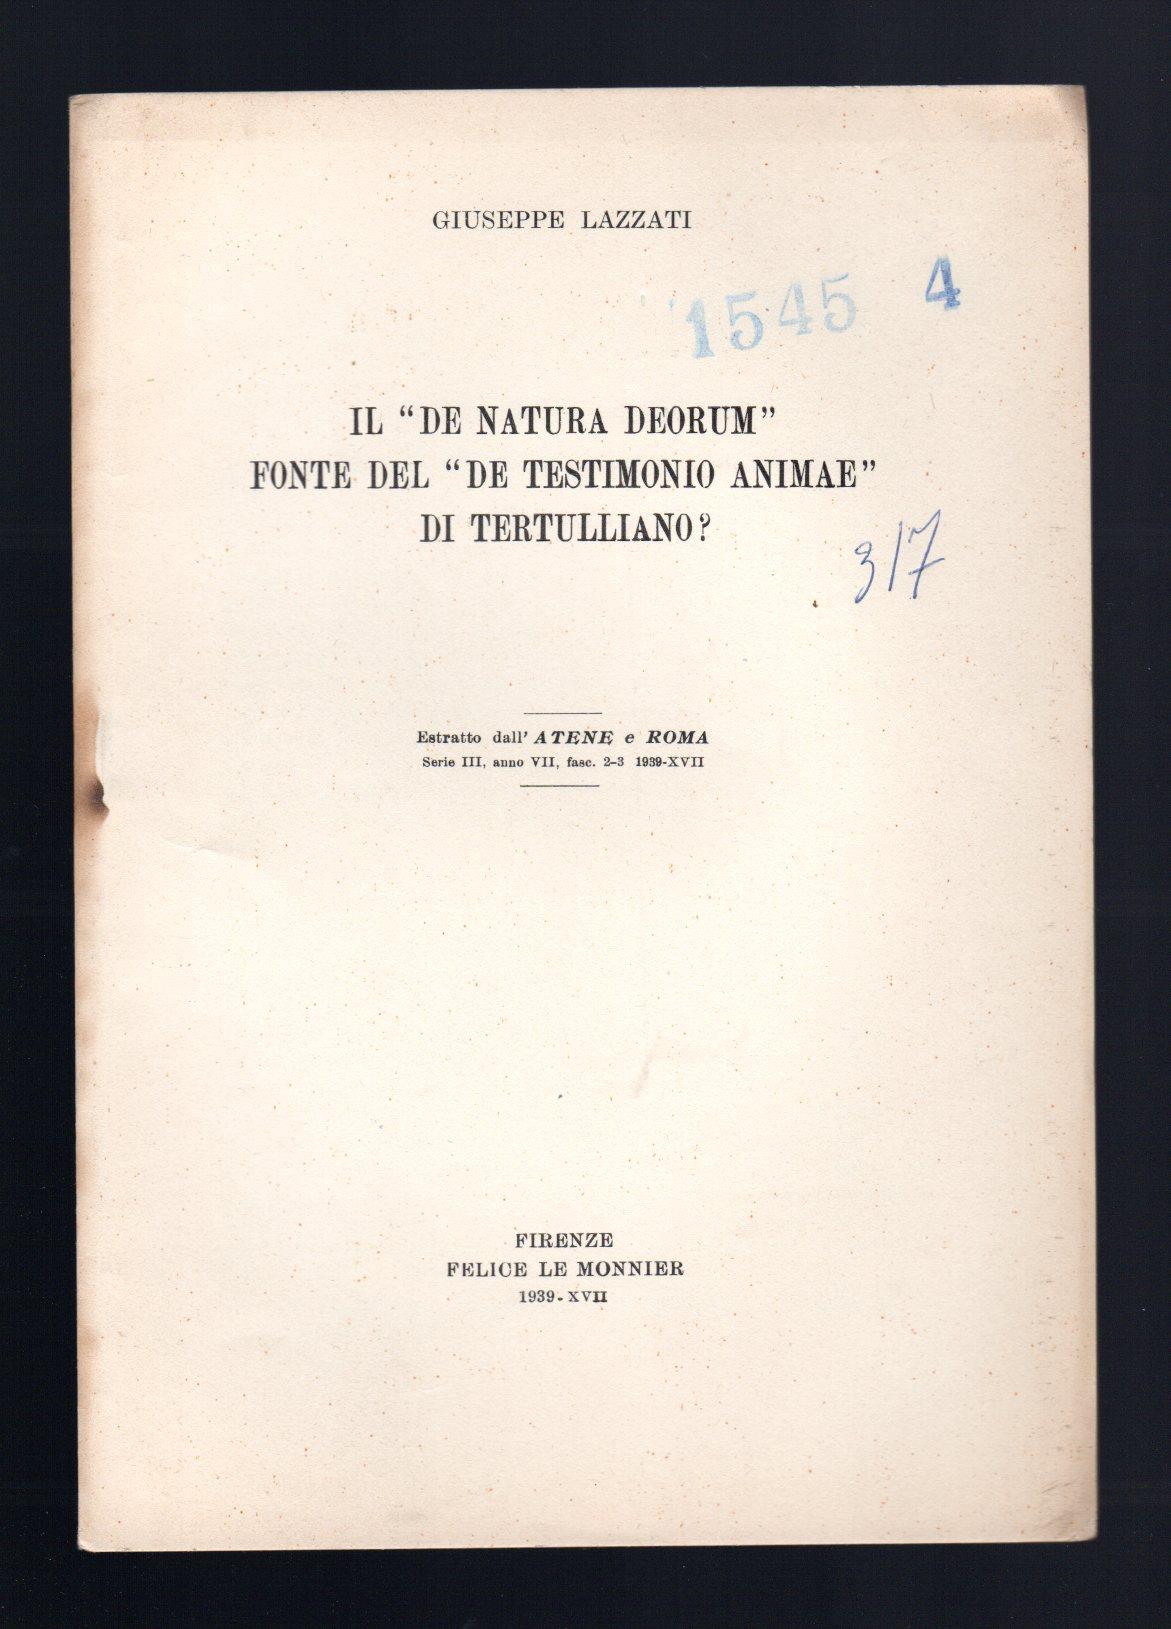 GIUSEPPE LAZZATI
1545 4
IL “DE NATURA DEORUM”
FONTE DEL “DE TESTIMONIO ANIMAE”
DI TERTULLIANO?
317
Estratto dall' ATENE e ROMA
Serie III, anno VII, fasc. 2-3 1939-XVII
FIRENZE
FELICE LE MONNIER
1939-XVII